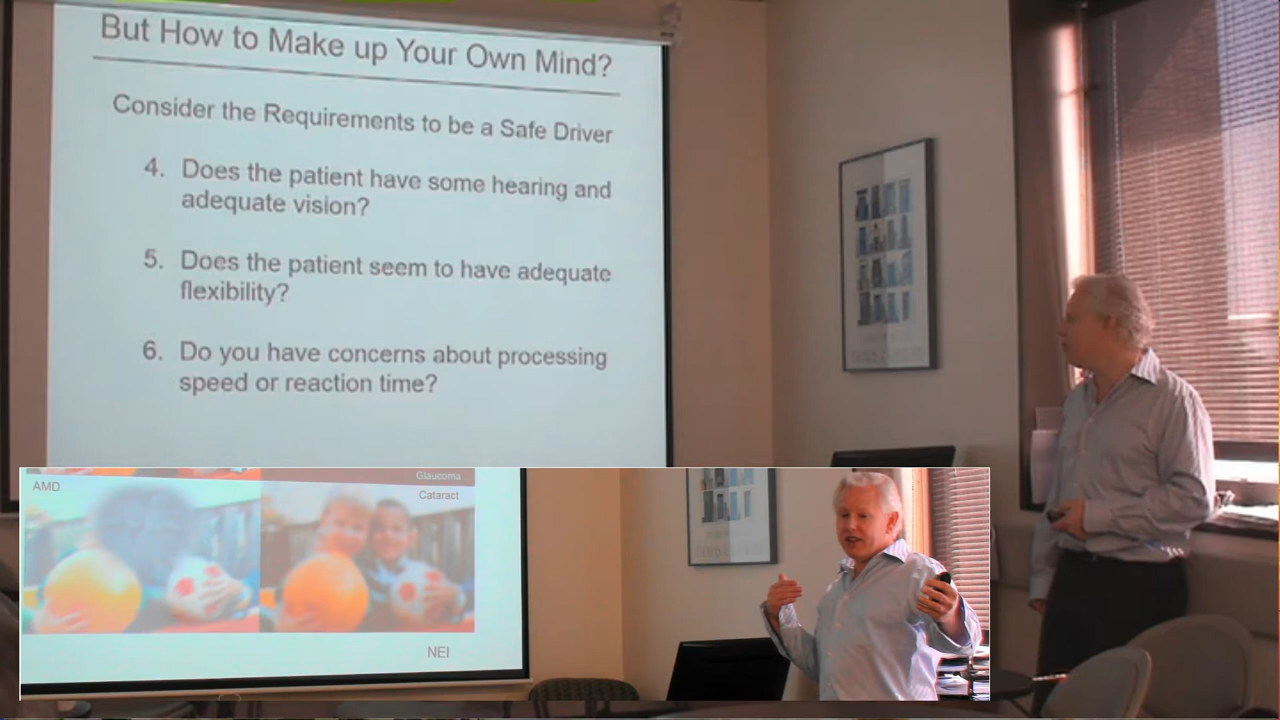 But How to Make up Your Own Mind?
Consider the Requirements to be a Safe Driver
4. Does the patient have some hearing and
adequate vision?
5. Does the patient seem to have adequate
flexibility?
6. Do you have concerns about processing
speed or reaction time?
Glaucoma
AMD
Cataract
NEI